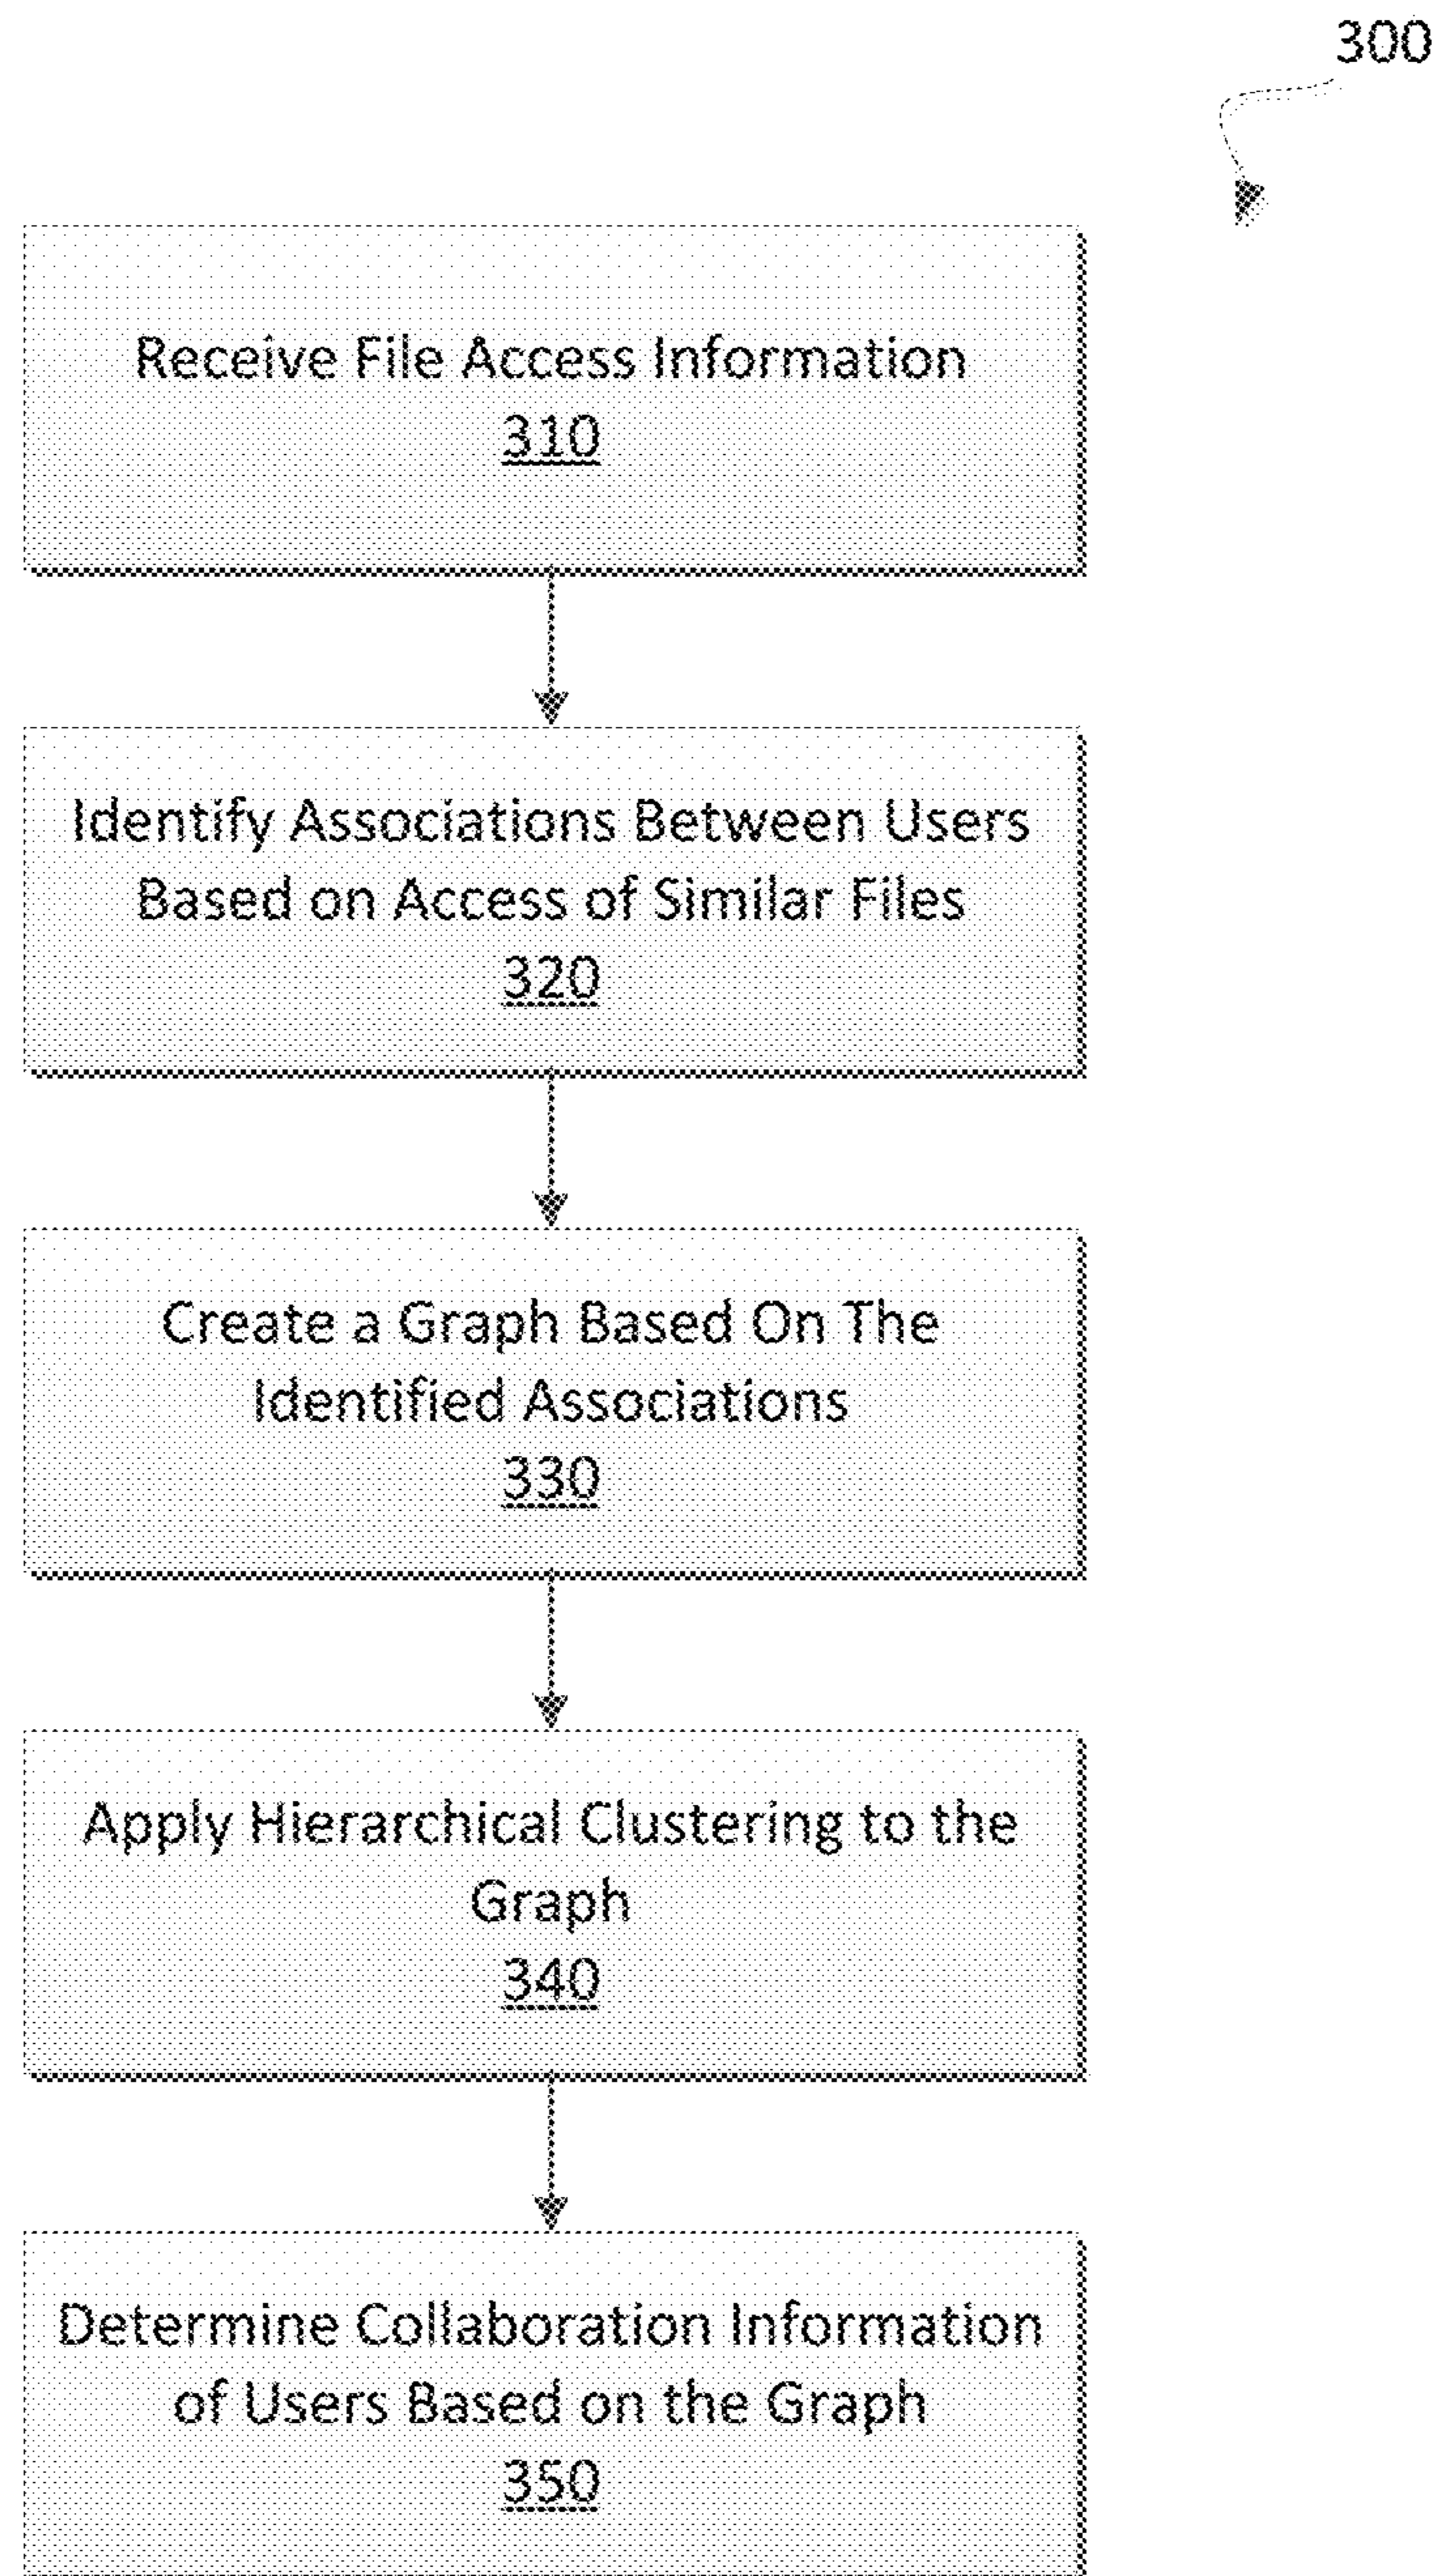 300
Receive File Access Information
310
Identify Associations Between Users
Based on Access of Similar Files
320
Create a Graph Based On The
Identified Associations
330
Apply Hierarchical Clustering to the
Graph
340
Determine Collaboration Information
of Users Based on the Graph
350